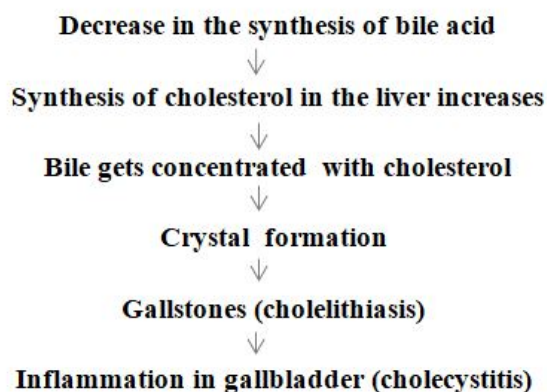 Decrease in the synthesis of bile acid
Synthesis of cholesterol in the liver increases
Bile gets concentrated with cholesterol
Crystal formation
Gallstones (cholelithiasis)
Inflammation in gallbladder (cholecystitis)